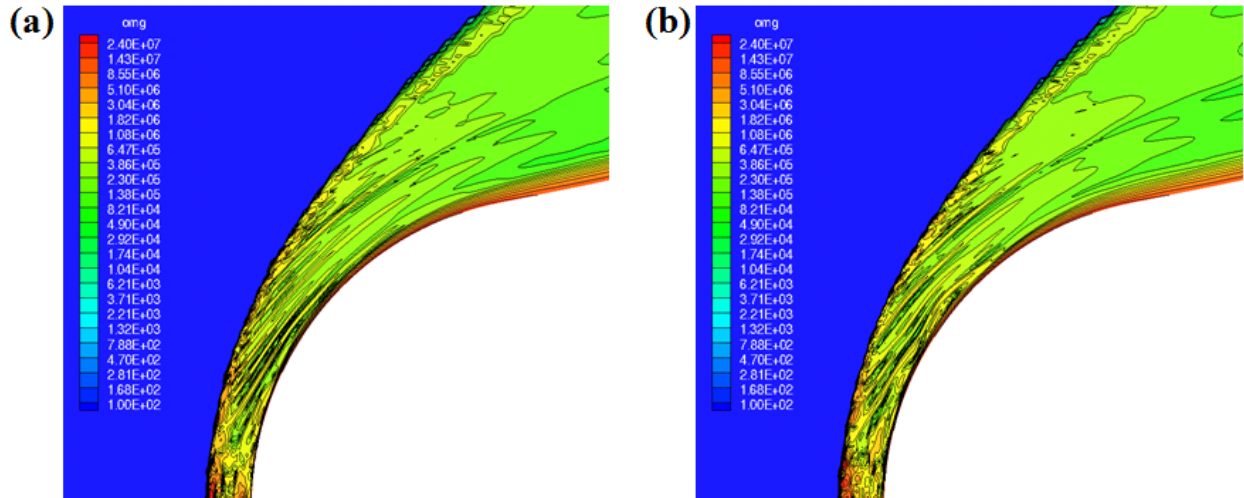 (a)
omg
2.40E+07
1.43E+07
8.55E+06
5.10E+06
3.04E+06
1.82E+06
1.08E+06
6.47E+05
3.86E+05
2.30E+05
1.38E+05
8.21E+04
4.90E+04
2.92E+04
1.74E+04
1.04E+04
6.21E+03
3.71E+03
2.21E+03
1.32E+03
7.88E+02
4.70E+02
2.81E+02
1.68E+02
1.00E+02
(b)
omg
2.40E+07
1.43E+07
8.55E+06
5.10E+06
3.04E+06
1.82E+06
1.08E+06
6.47E+05
3.86E+05
2.30E+05
1.38E+05
8.21E+04
4.90E+04
2.92E+04
1.74E+04
1.04E+04
6.21E+03
3.71E+03
2.21E+03
1.32E+03
7.88E+02
4.70E+02
2.81E+02
1.68E+02
1.00E+02